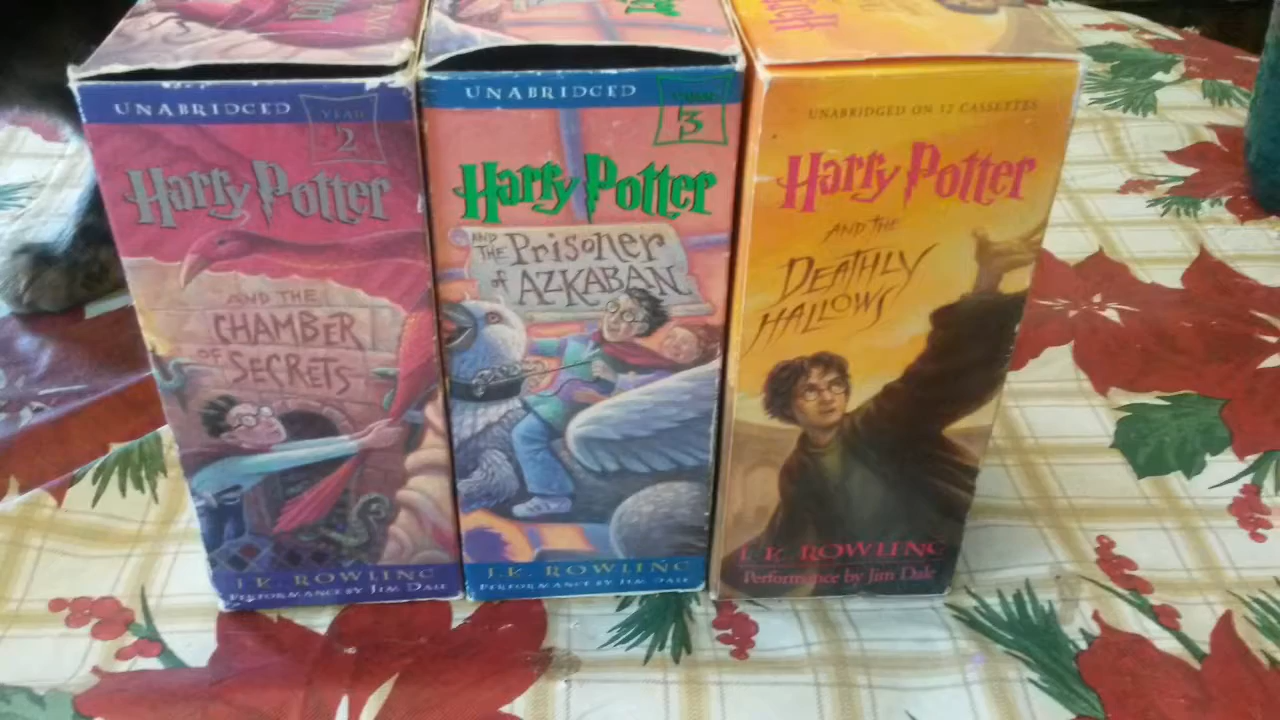 UNABRIDGED
YEAR
2
Harry Potter
AND THE
CHAMBER
OF SECRETS
J.K. ROWLING
PERFORMANCE BY JIM DALE
UNABRIDGED
YEAR
3
Harry Potter
AND THE Prisoner
of AZKABAN
J.K. ROWLING
PERFORMANCE BY JIM DALE
UNABRIDGED ON 12 CASSETTES
Harry Potter
AND THE
DEATHLY
HALLOWS
J. K. ROWLING
Performance by Jim Dale